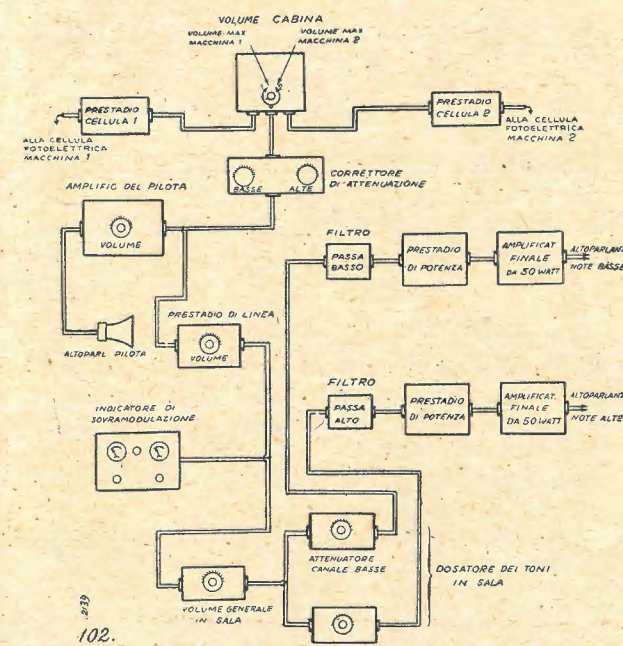 VOLUME CABINA
VOLUME MAX
MACCHINA 1
VOLUME MAX
MACCHINA 2
PRESTADIO
CELLULA 1
PRESTADIO
CELLULA 2
ALLA CELLULA
FOTOELETTRICA
MACCHINA 1
ALLA CELLULA
FOTOELETTRICA
MACCHINA 2
BASSE
ALTE
CORRETTORE
DI ATTENUAZIONE
AMPLIFIC DEL PILOTA
VOLUME
ALTOPARL PILOTA
PRESTADIO DI LINEA
VOLUME
FILTRO
PASSA
BASSO
PRESTADIO
DI POTENZA
AMPLIFICAT
FINALE
DA 50 WATT
ALTOPARLANT
NOTE BASSE
FILTRO
PASSA
ALTO
PRESTADIO
DI POTENZA
AMPLIFICAT.
FINALE
DA 50 WATT
ALTOPARLANT
NOTE ALTE
INDICATORE DI
SOVRAMODULAZIONE
ATTENUATORE
CANALE BASSE
DOSATORE DEI TONI
IN SALA
VOLUME GENERALE
IN SALA
2139
102.